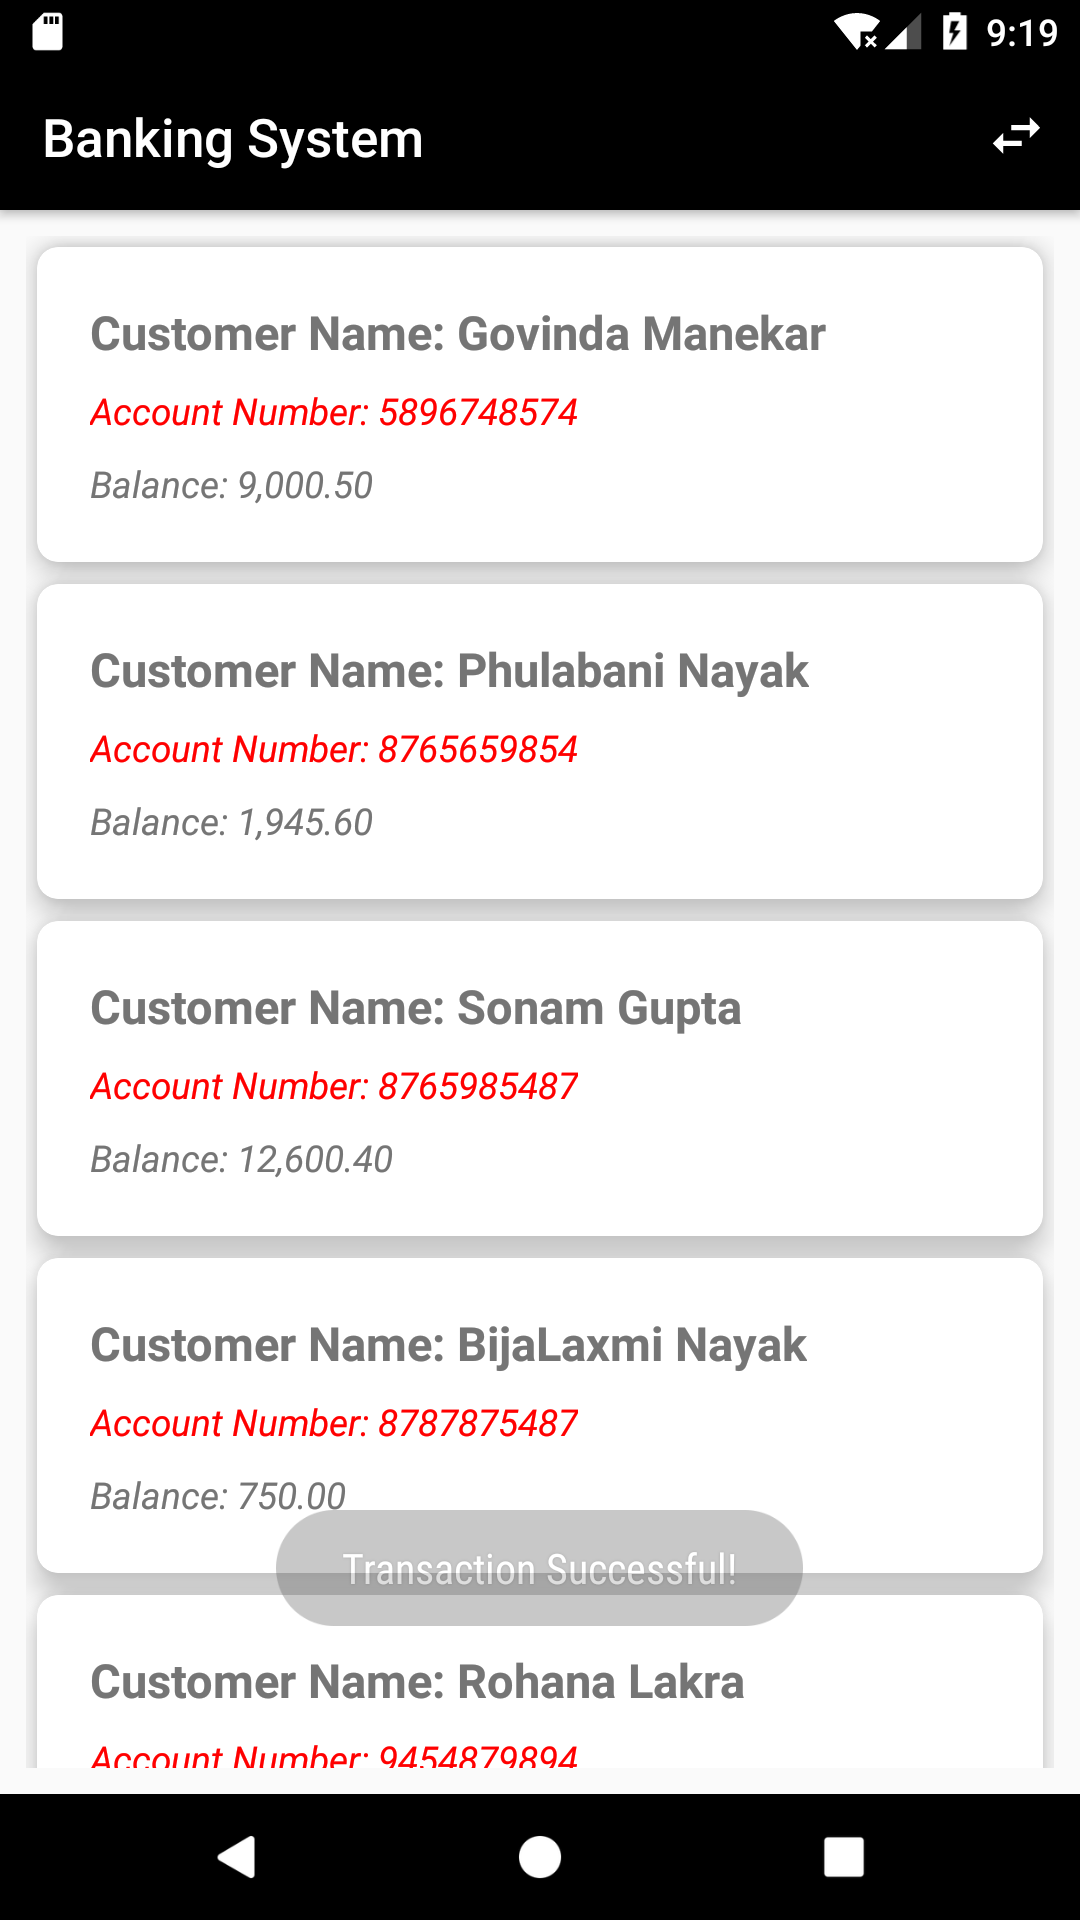 9:19
Banking System
Customer Name: Govinda Manekar
Account Number: 5896748574
Balance: 9,000.50
Customer Name: Phulabani Nayak
Account Number: 8765659854
Balance: 1,945.60
Customer Name: Sonam Gupta
Account Number: 8765985487
Balance: 12,600.40
Customer Name: BijaLaxmi Nayak
Account Number: 8787875487
Balance: 750.00
Transaction Successful!
Customer Name: Rohana Lakra
Account Number: 9454879894